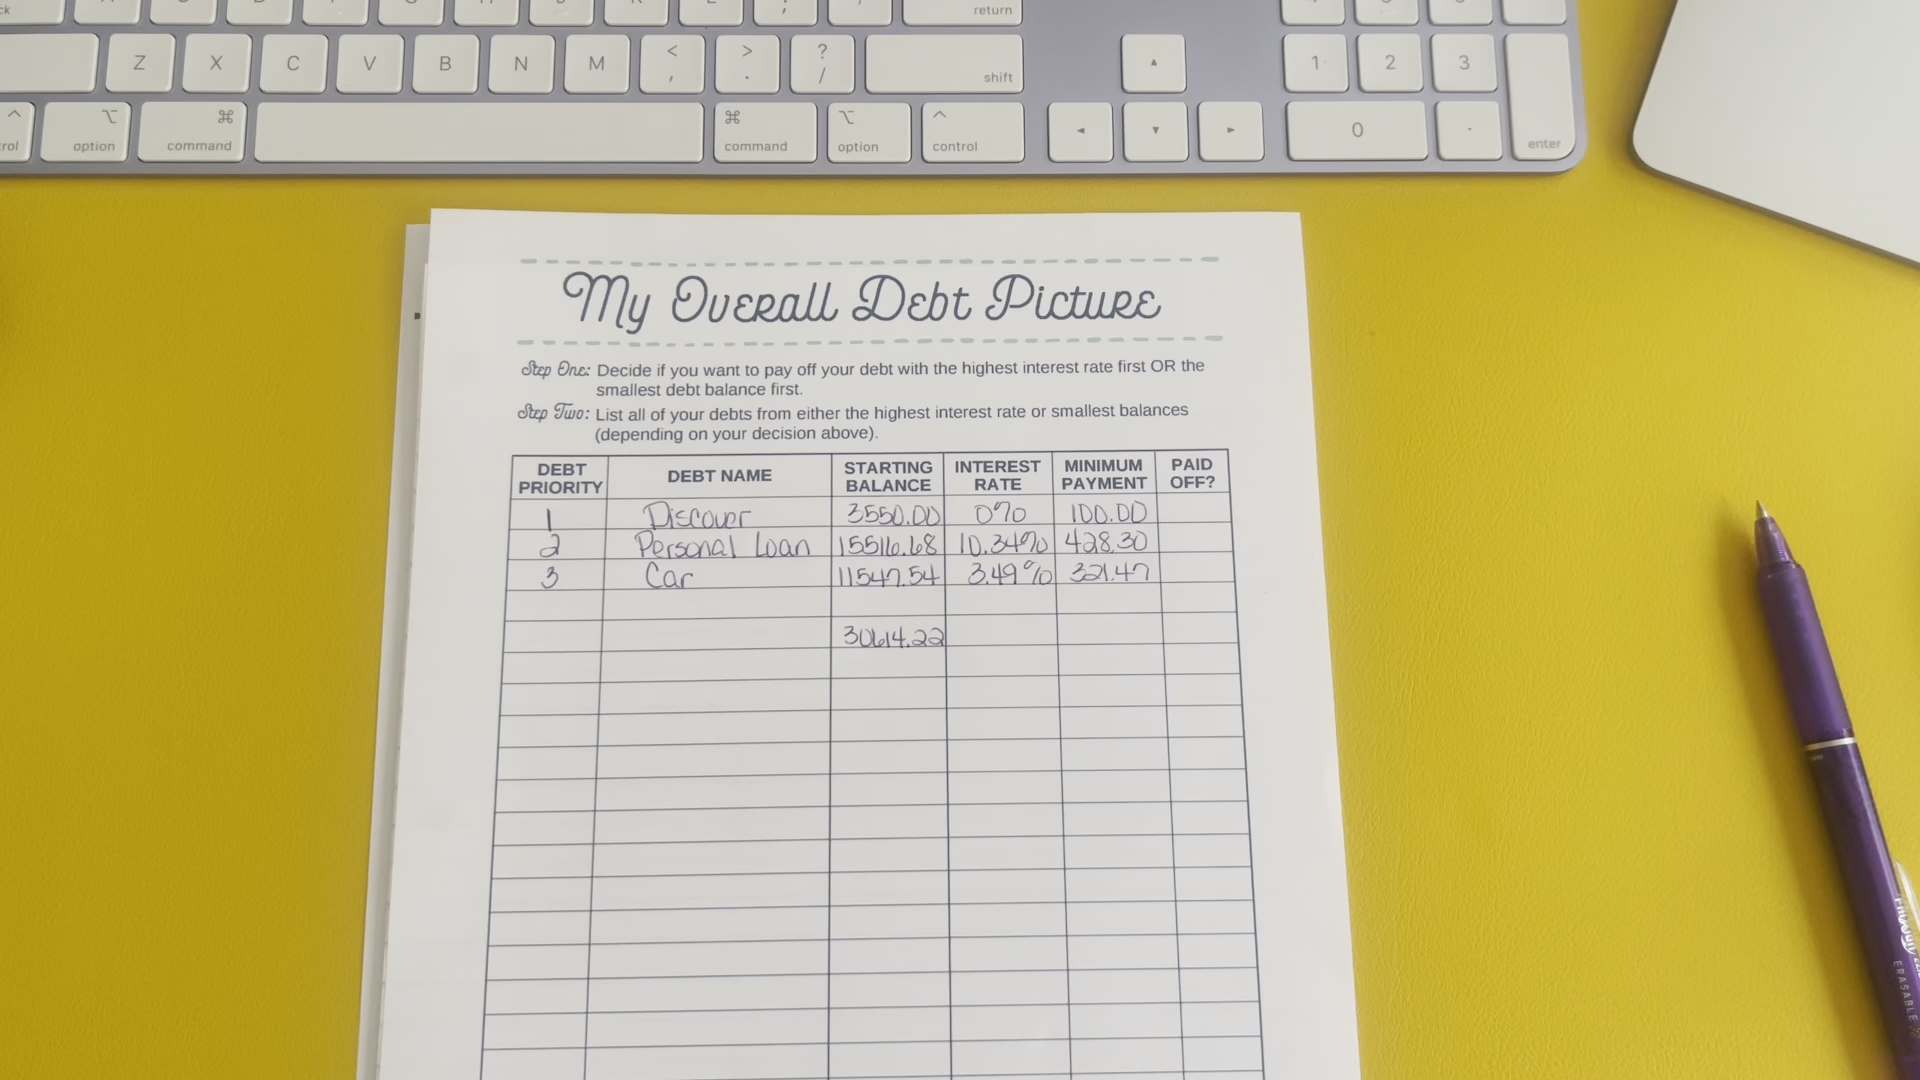 return
Z X C V B N M < , > . ? / shift 1 2 3
option command command option control 0 . enter
My Overall Debt Picture
Step One: Decide if you want to pay off your debt with the highest interest rate first OR the
smallest debt balance first.
Step Two: List all of your debts from either the highest interest rate or smallest balances
(depending on your decision above).
DEBT PRIORITY DEBT NAME STARTING BALANCE INTEREST RATE MINIMUM PAYMENT PAID OFF?
1 Discover 3550.00 0% 100.00
2 Personal Loan 15516.68 10.34% 428.30
3 Car 11547.54 3.49% 321.47
30614.22
ERASABLE